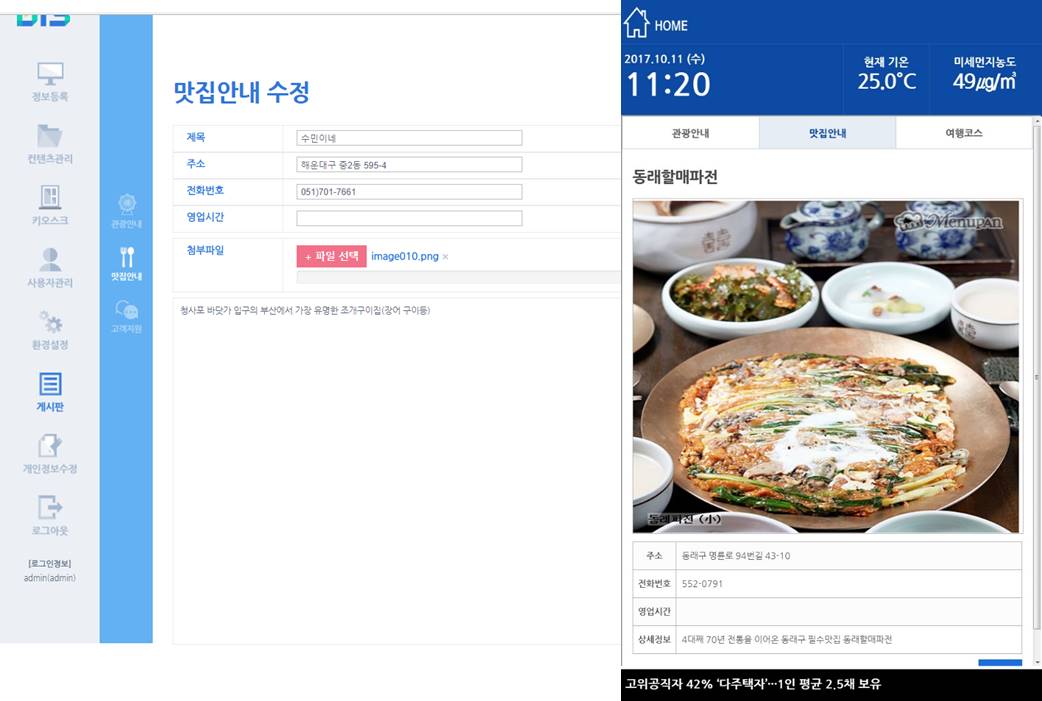 정보등록
컨텐츠관리
키오스크
사용자관리
환경설정
게시판
개인정보수정
로그아웃
[로그인정보]
admin(admin)
관광안내
맛집안내
고객지원
맛집안내 수정
제목 수민이네
주소 해운대구 중2동 595-4
전화번호 051)701-7661
영업시간
첨부파일 + 파일 선택 image010.png ×
청사포 바닷가 입구의 부산에서 가장 유명한 조개구이집(장어 구이등)
HOME
2017.10.11 (수)
11:20
현재 기온
25.0℃
미세먼지농도
49㎍/㎥
관광안내 맛집안내 여행코스
동래할매파전
Menupan
동래파전 (小)
주소 동래구 명륜로 94번길 43-10
전화번호 552-0791
영업시간
상세정보 4대째 70년 전통을 이어온 동래구 필수맛집 동래할매파전
고위공직자 42% ‘다주택자’…1인 평균 2.5채 보유